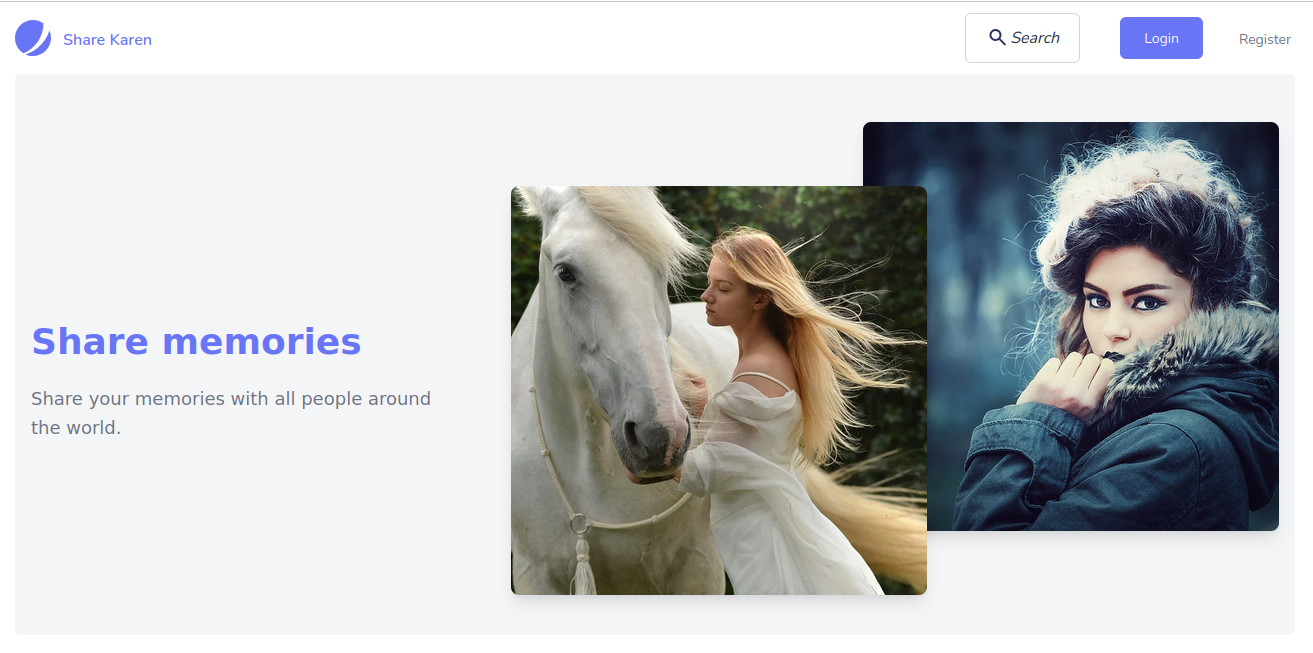 Share Karen
Search
Login
Register
Share memories
Share your memories with all people around
the world.